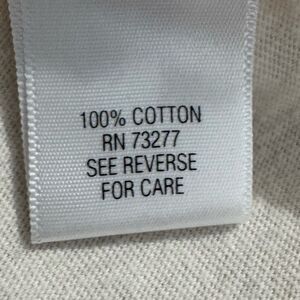 100% COTTON
RN 73277
SEE REVERSE
FOR CARE